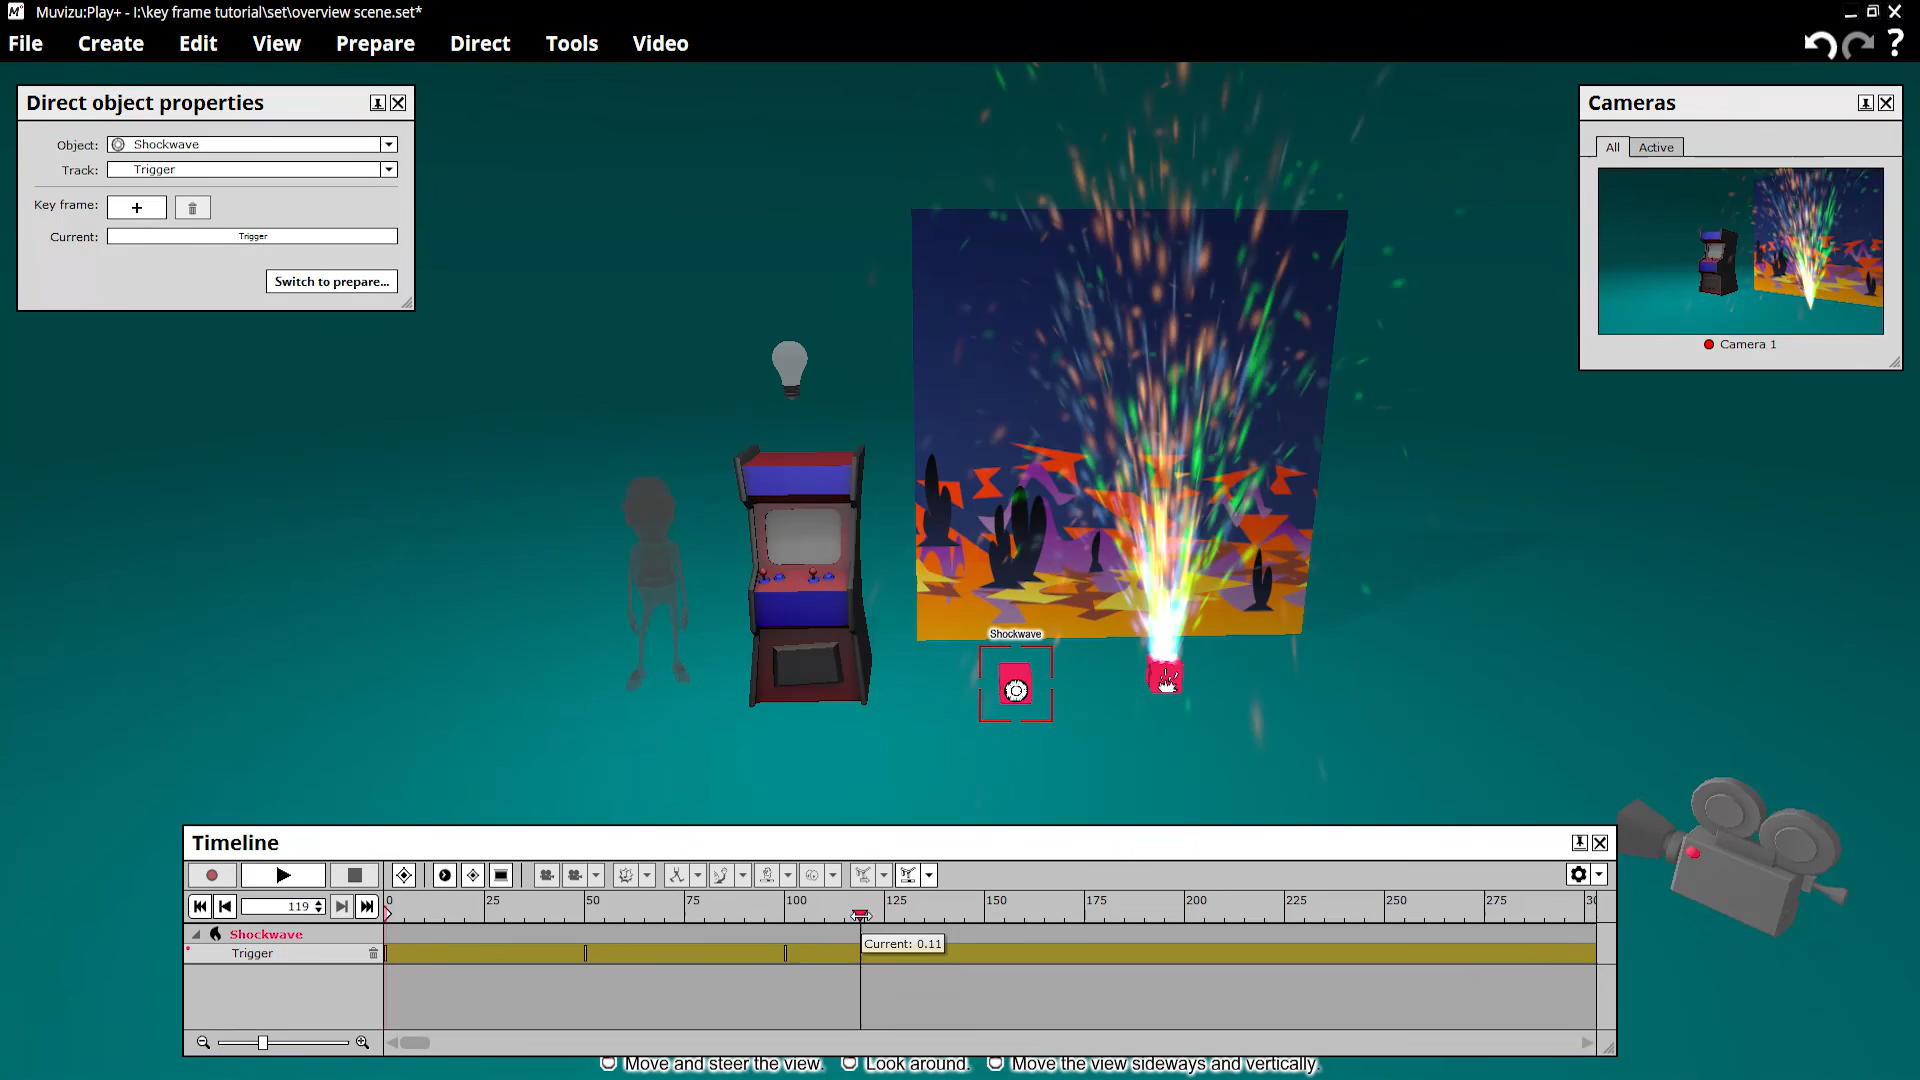 Muvizu:Play+ - I:\key frame tutorial\set\overview scene.set*
File Create Edit View Prepare Direct Tools Video ?
Direct object properties
Object: Shockwave
Track: Trigger
Key frame: +
Current: Trigger
Switch to prepare...
Cameras
All Active
Camera 1
Shockwave
Timeline
119 0 25 50 75 100 125 150 175 200 225 250 275 30
Shockwave
Current: 0.11
Trigger
Move and steer the view. Look around. Move the view sideways and vertically.